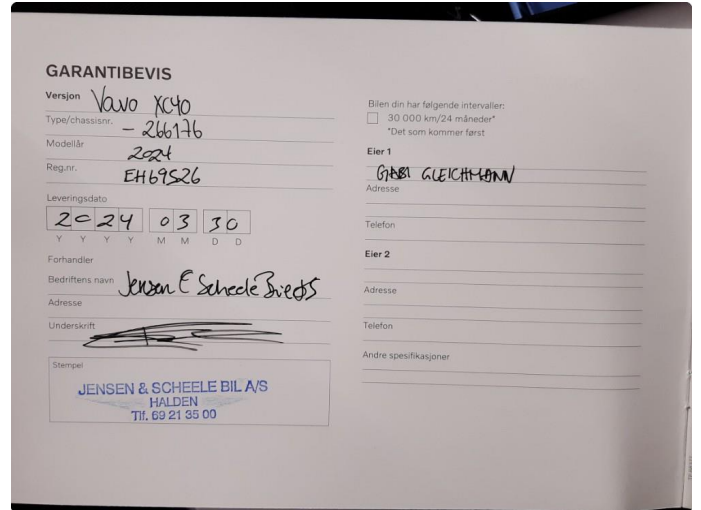 GARANTIBEVIS
Versjon Vovo XC40
Type/chassisnr. - 266176
Modellår 2024
Reg.nr. EH69526
Leveringsdato
2024 03 30
Y Y Y Y M M D D
Forhandler
Bedriftens navn Jensen & Scheele
Adresse
Underskrift
Stempel
JENSEN & SCHEELE BIL A/S
HALDEN
Tlf. 69 21 35 00
Bilen din har følgende intervaller:
30 000 km/24 måneder*
*Det som kommer først
Eier 1
GABI GLEICHMANN
Adresse
Telefon
Eier 2
Adresse
Telefon
Andre spesifikasjoner